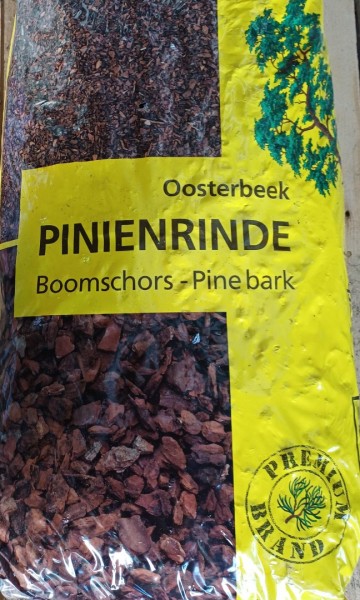 Oosterbeek
PINIENRINDE
Boomschors - Pine bark
PREMIUM
BRAND